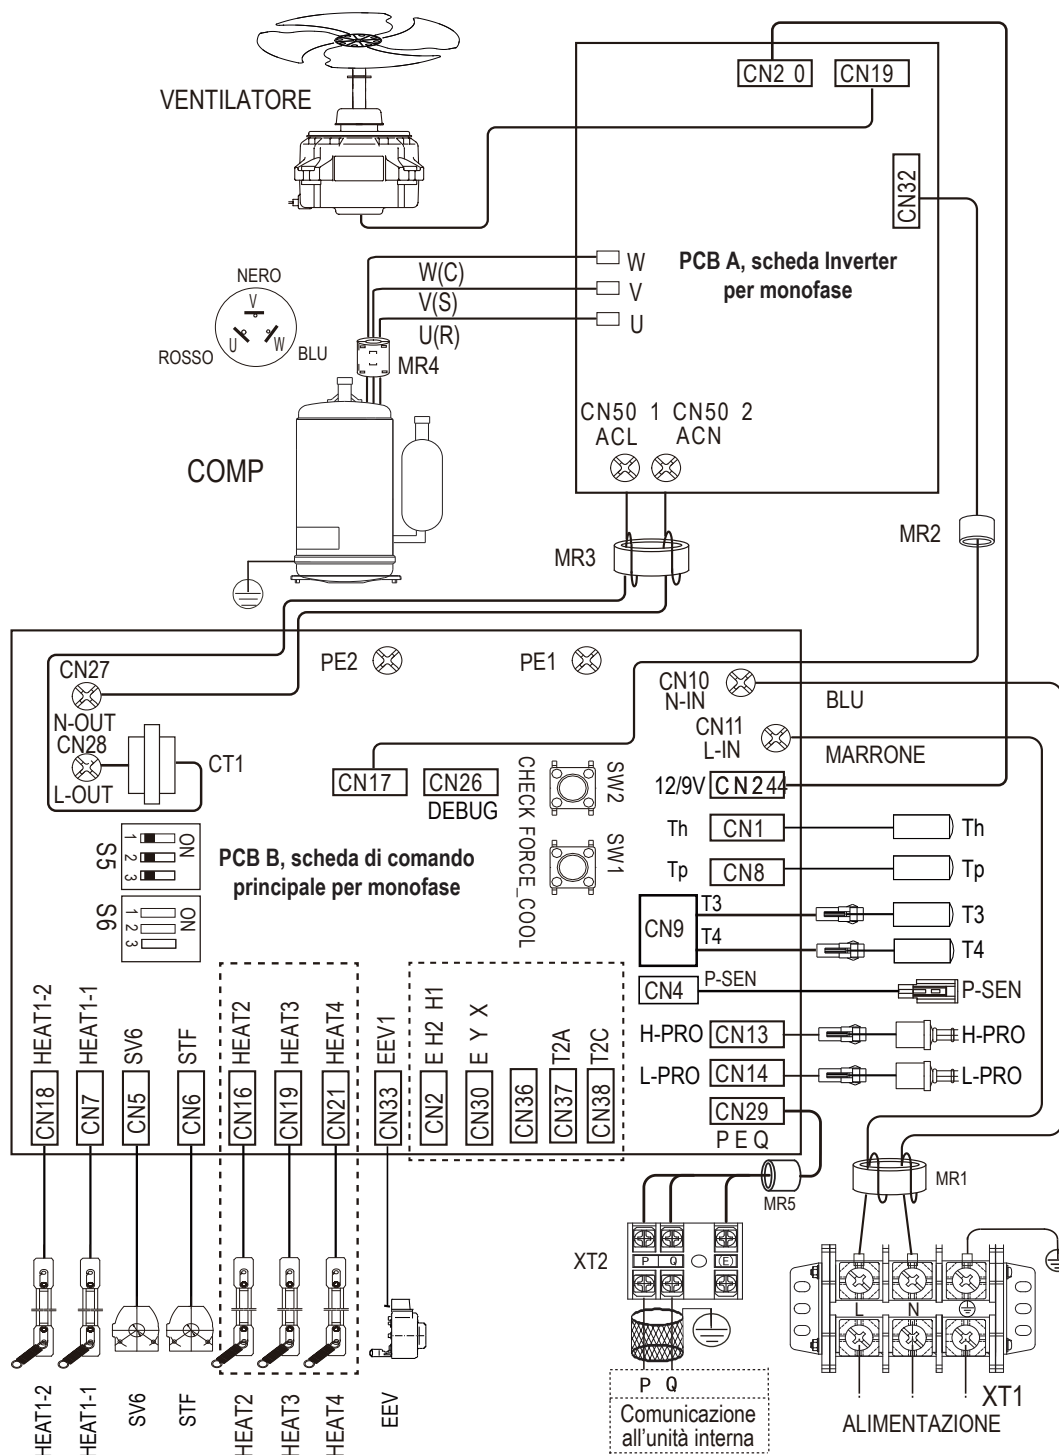 CN2 0
CN19
VENTILATORE
CN32
W
V
U
PCB A, scheda Inverter
per monofase
W(C)
V(S)
U(R)
MR4
NERO
V
U
W
ROSSO
BLU
COMP
CN50 1
CN50 2
ACL
ACN
MR3
MR2
CN27
N-OUT
CN28
L-OUT
CT1
PE2
PE1
CN10
N-IN
BLU
CN11
L-IN
MARRONE
CN17
CN26
DEBUG
SW2
SW1
CHECK FORCE_COOL
12/9V
CN244
Th
CN1
Th
Tp
CN8
Tp
CN9
T3
T3
T4
T4
CN4
P-SEN
P-SEN
H-PRO
CN13
H-PRO
L-PRO
CN14
L-PRO
CN29
P E Q
S5
1
2
3
ON
S6
1
2
3
ON
PCB B, scheda di comando
principale per monofase
HEAT1-2
HEAT1-1
SV6
STF
HEAT2
HEAT3
HEAT4
EEV1
E H2 H1
E Y X
T2A
T2C
CN18
CN7
CN5
CN6
CN16
CN19
CN21
CN33
CN2
CN30
CN36
CN37
CN38
MR5
MR1
XT2
P
Q
(E)
L
N
XT1
ALIMENTAZIONE
P Q
Comunicazione
all'unità interna
HEAT1-2
HEAT1-1
SV6
STF
HEAT2
HEAT3
HEAT4
EEV